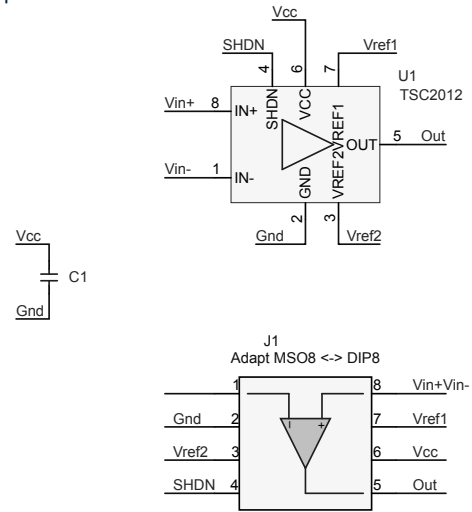 Vcc
SHDN
Vref1
4
6
7
U1
TSC2012
Vin+ 8 IN+
SHDN
VCC
VREF1
OUT 5 Out
Vin- 1 IN-
GND
VREF2
2
3
Gnd
Vref2
Vcc
C1
Gnd
J1
Adapt MSO8 <-> DIP8
1 8 Vin+Vin-
- +
Gnd 2 7 Vref1
Vref2 3 6 Vcc
SHDN 4 5 Out